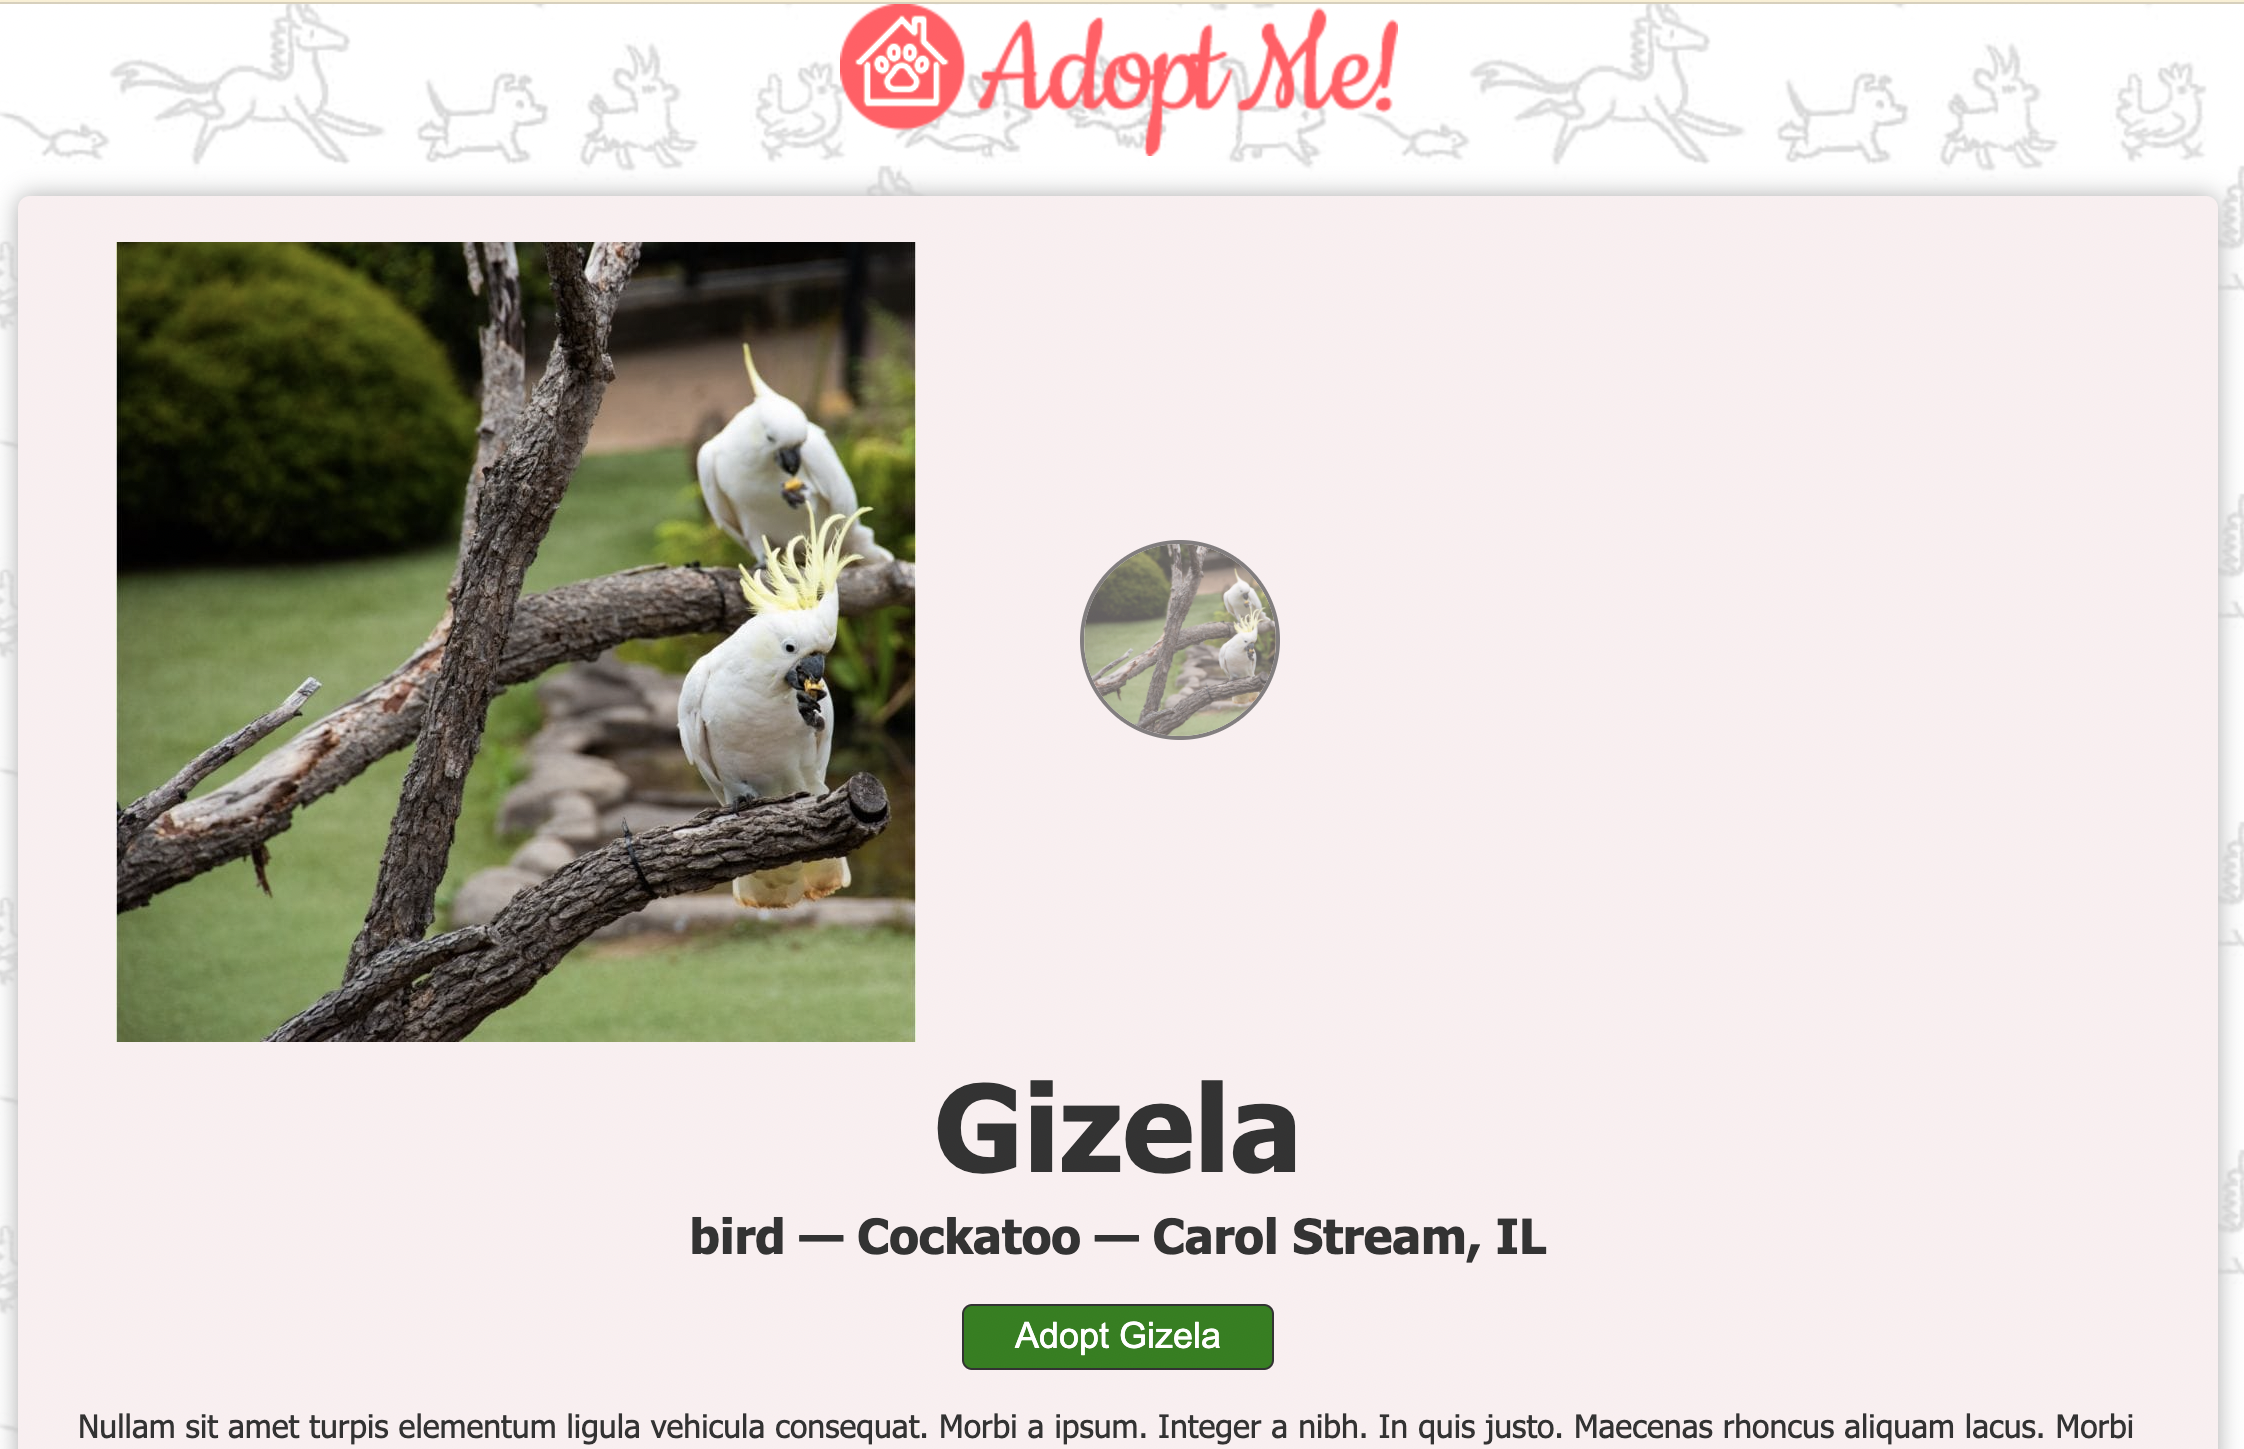 Adopt Me!
Gizela
bird — Cockatoo — Carol Stream, IL
Adopt Gizela
Nullam sit amet turpis elementum ligula vehicula consequat. Morbi a ipsum. Integer a nibh. In quis justo. Maecenas rhoncus aliquam lacus. Morbi